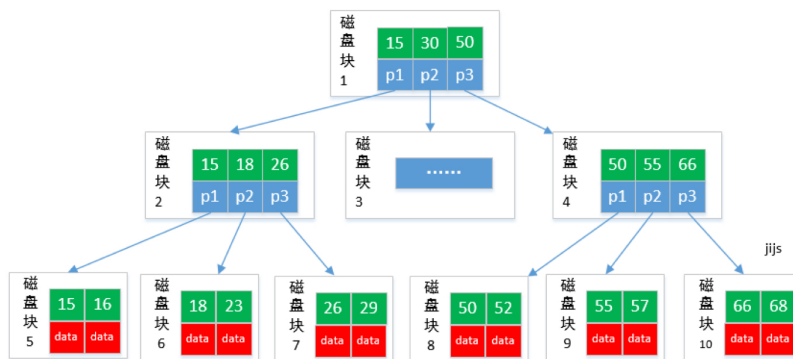 磁盘块1
15 30 50
p1 p2 p3
磁盘块2
15 18 26
p1 p2 p3
磁盘块3
······
磁盘块4
50 55 66
p1 p2 p3
jijs
磁盘块5
15 16
data data
磁盘块6
18 23
data data
磁盘块7
26 29
data data
磁盘块8
50 52
data data
磁盘块9
55 57
data data
磁盘块10
66 68
data data